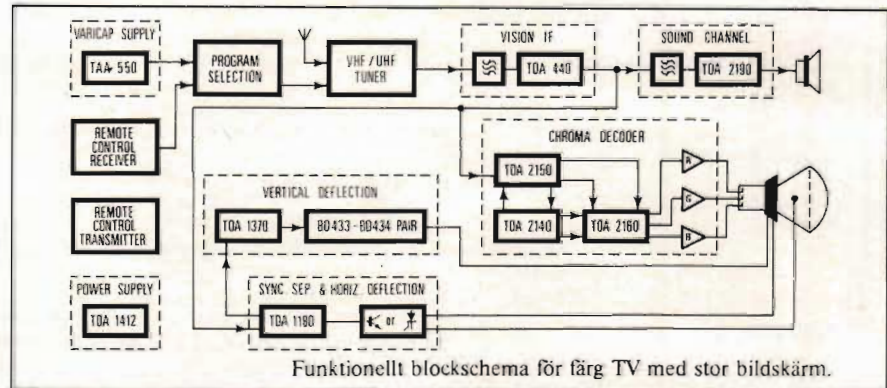 VARICAP SUPPLY
TAA 550
PROGRAM
SELECTION
VHF/UHF
TUNER
VISION IF
TDA 440
SOUND CHANNEL
TDA 2190
REMOTE
CONTROL
RECEIVER
REMOTE
CONTROL
TRANSMITTER
POWER SUPPLY
TDA 1412
VERTICAL DEFLECTION
TDA 1370
BD433-BD434 PAIR
CHROMA DECODER
TDA 2150
TDA 2140
TDA 2160
R
G
B
SYNC SEP. & HORIZ. DEFLECTION
TDA 1180
or
Funktionellt blockschema för färg TV med stor bildskärm.